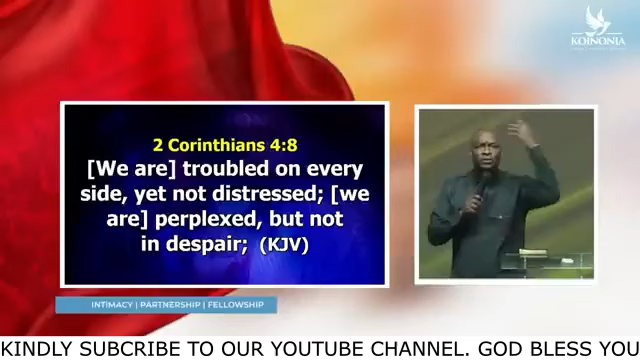 KOINONIA
2 Corinthians 4:8
[We are] troubled on every
side, yet not distressed; [we
are] perplexed, but not
in despair; (KJV)
INTIMACY | PARTNERSHIP | FELLOWSHIP
KINDLY SUBCRIBE TO OUR YOUTUBE CHANNEL. GOD BLESS YOU